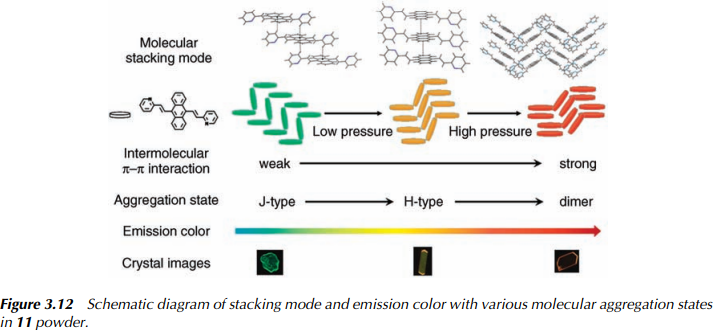 Molecular
stacking mode
Low pressure
High pressure
Intermolecular
π–π interaction
weak
strong
Aggregation state
J-type
H-type
dimer
Emission color
Crystal images
Figure 3.12 Schematic diagram of stacking mode and emission color with various molecular aggregation states
in 11 powder.